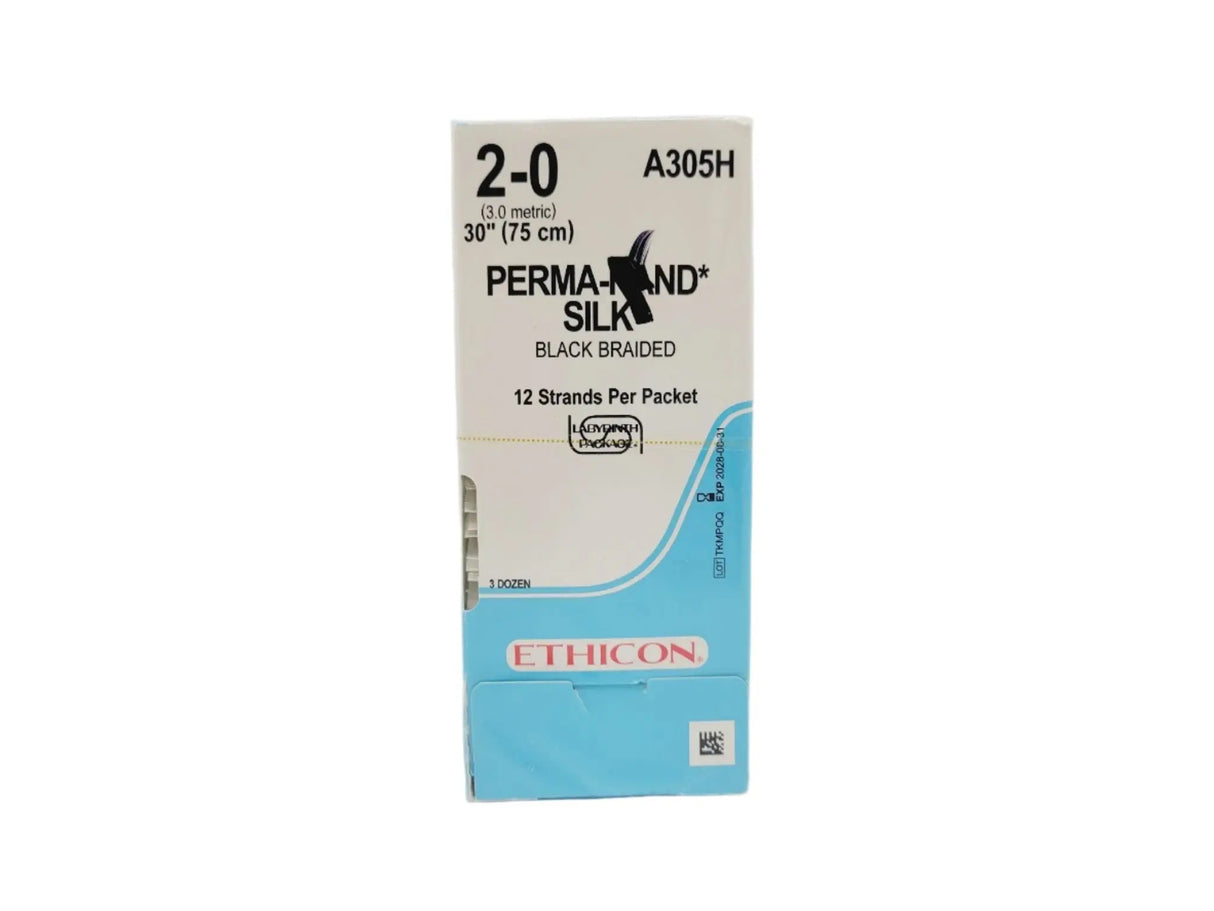 2-0
A305H
(3.0 metric)
30" (75 cm)
PERMA-HAND*
SILK
BLACK BRAIDED
12 Strands Per Packet
LABYRINTH
PACKAGE
EXP 2028-08-31
LOT TKMPQQ
3 DOZEN
ETHICON®